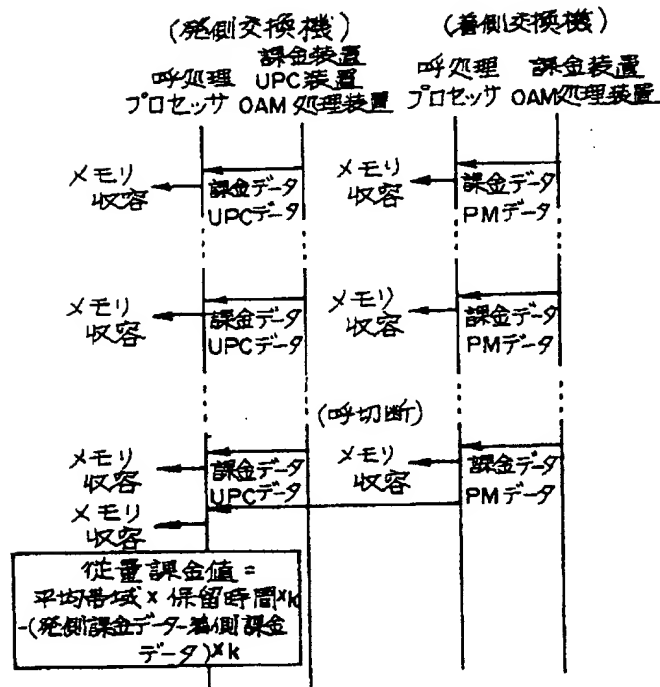 (発側交換機)
課金装置
呼処理 UPC装置
プロセッサ OAM処理装置
(着側交換機)
呼処理 課金装置
プロセッサ OAM処理装置
メモリ
収容
課金データ
UPCデータ
メモリ
収容
課金データ
PMデータ
メモリ
収容
課金データ
UPCデータ
メモリ
収容
課金データ
PMデータ
(呼切断)
メモリ
収容
課金データ
UPCデータ
メモリ
収容
課金データ
PMデータ
メモリ
収容
従量課金値=
平均帯域×保留時間×k
-(発側課金データ-着側課金
データ)×k